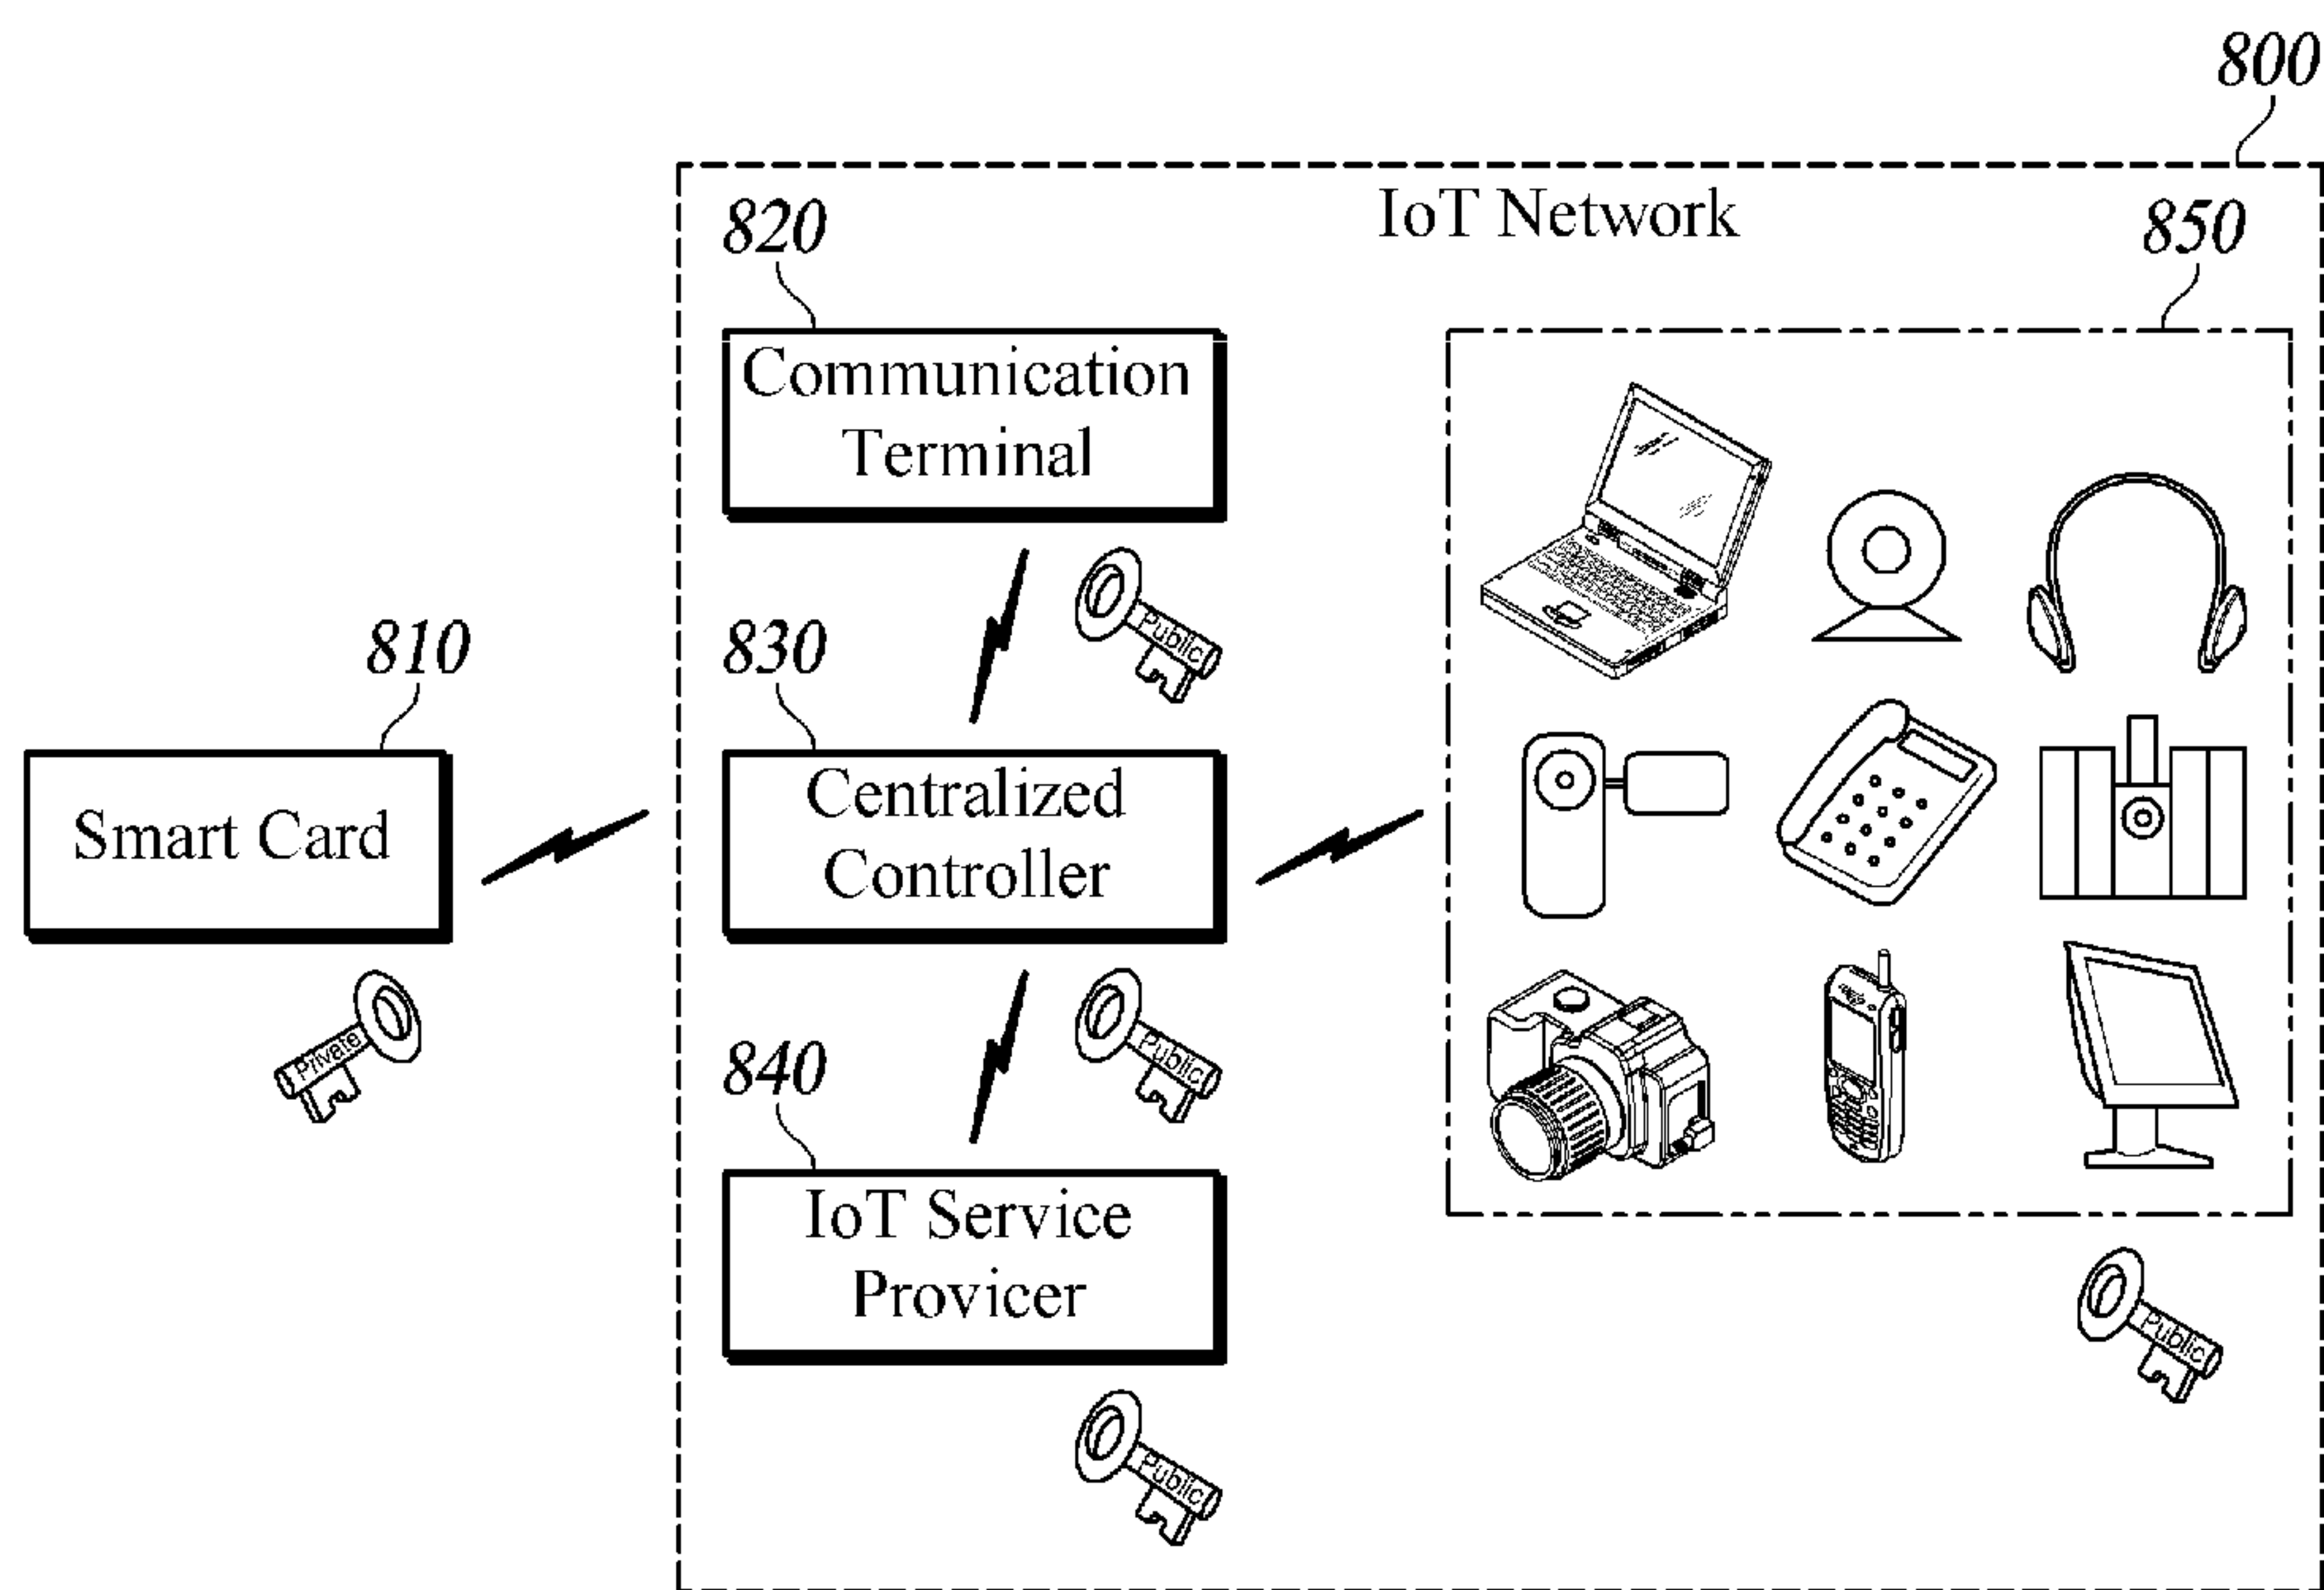 800
IoT Network
820
850
Communication
Terminal
Public
810
830
Smart Card
Centralized
Controller
Private
Public
840
IoT Service
Provicer
Public
Public